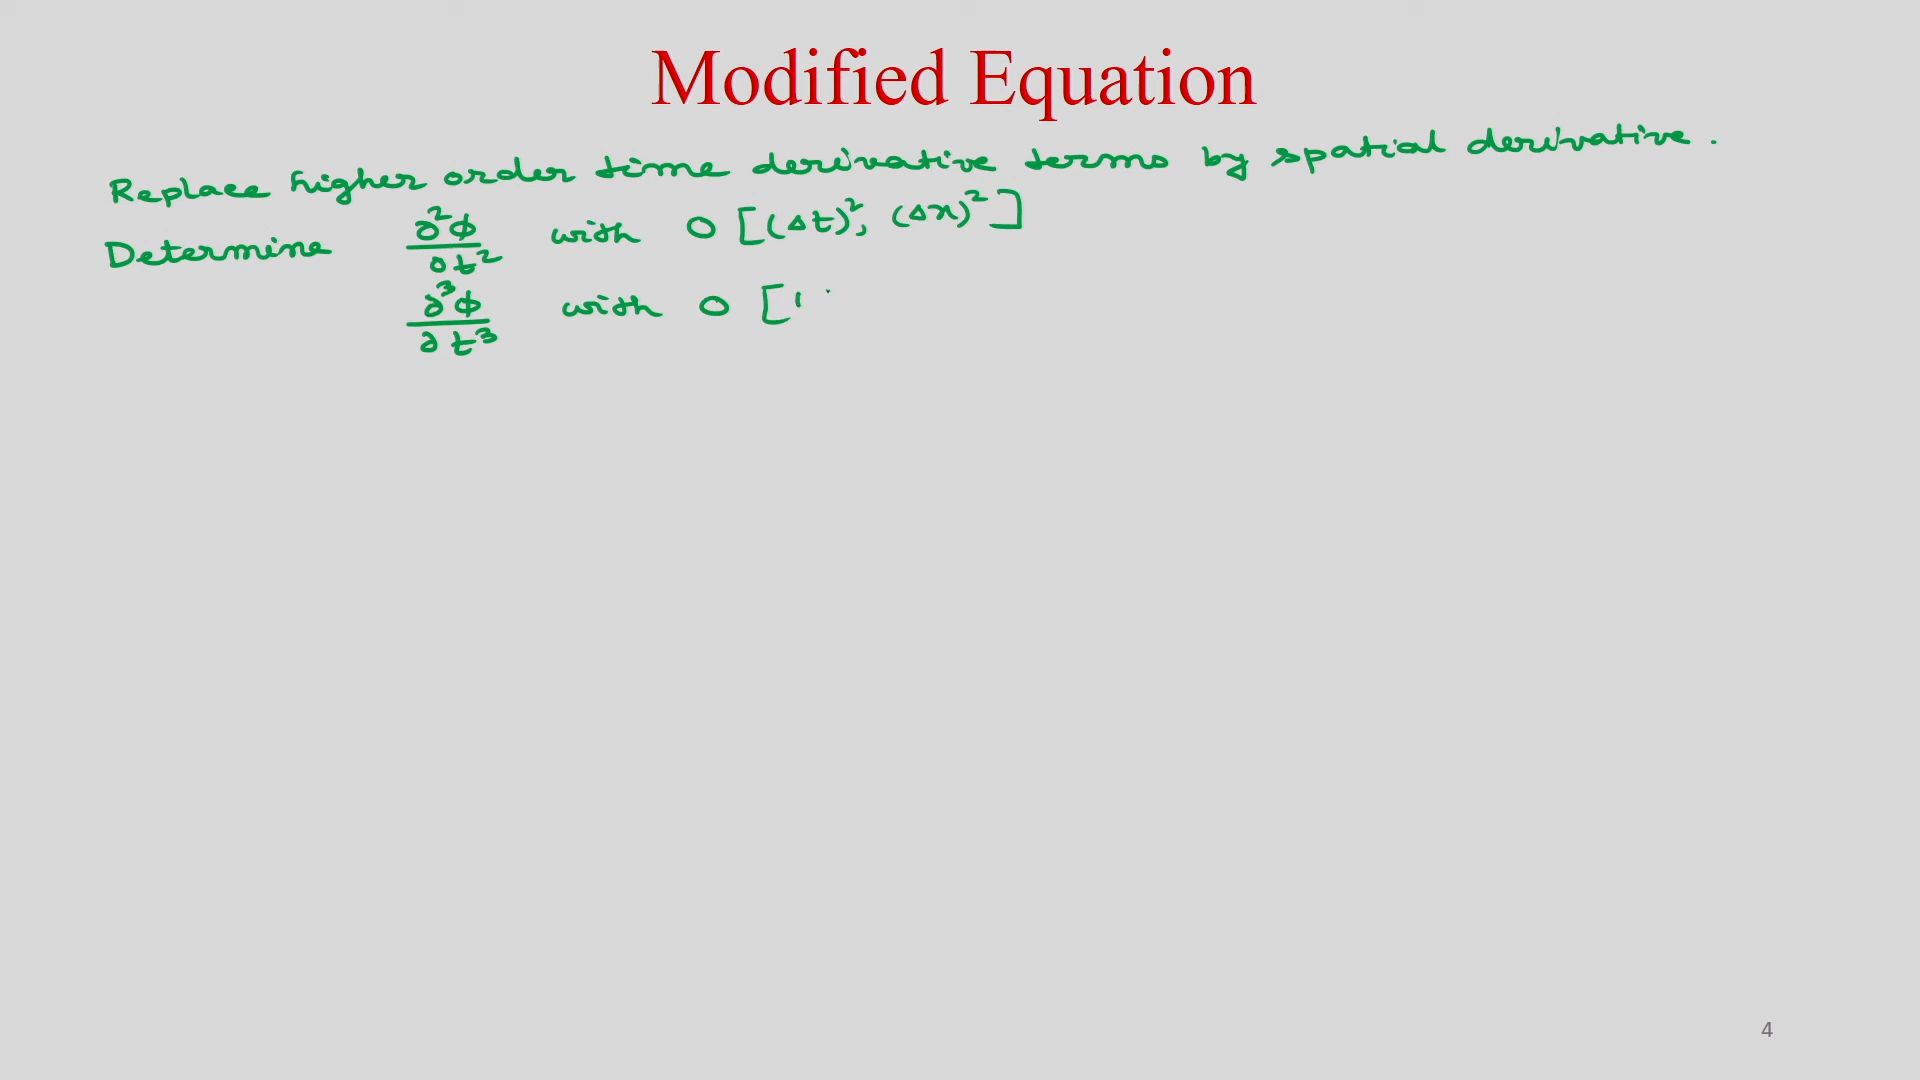 Modified Equation
Replace higher order time derivative terms by spatial derivative.
Determine ∂²φ/∂t² with O [(Δt)², (Δx)²]
∂³φ/∂t³ with O [(
4